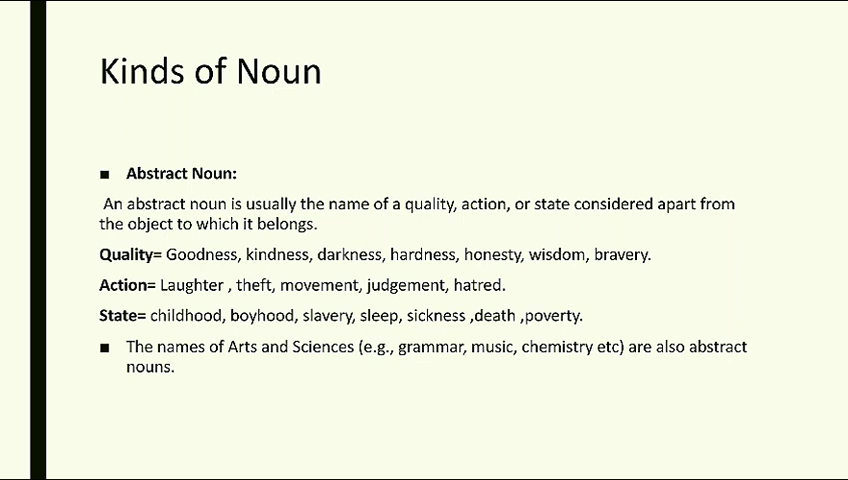 Kinds of Noun
■ Abstract Noun:
An abstract noun is usually the name of a quality, action, or state considered apart from
the object to which it belongs.
Quality= Goodness, kindness, darkness, hardness, honesty, wisdom, bravery.
Action= Laughter , theft, movement, judgement, hatred.
State= childhood, boyhood, slavery, sleep, sickness ,death ,poverty.
■ The names of Arts and Sciences (e.g., grammar, music, chemistry etc) are also abstract
nouns.